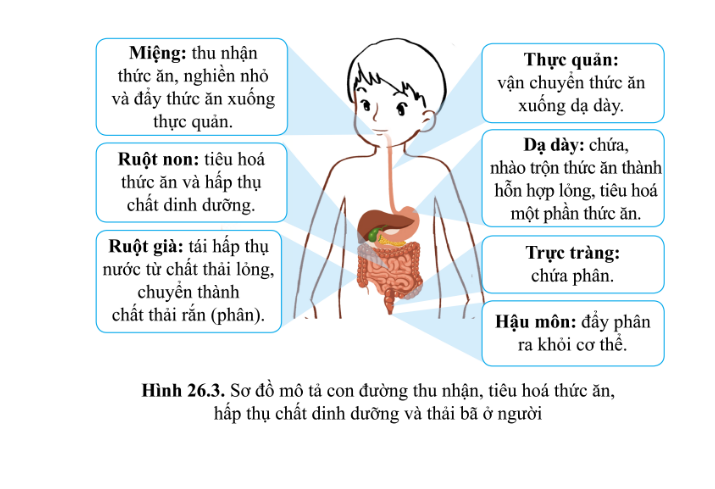 Miệng: thu nhận
thức ăn, nghiền nhỏ
và đẩy thức ăn xuống
thực quản.
Ruột non: tiêu hoá
thức ăn và hấp thụ
chất dinh dưỡng.
Ruột già: tái hấp thụ
nước từ chất thải lỏng,
chuyển thành
chất thải rắn (phân).
Thực quản:
vận chuyển thức ăn
xuống dạ dày.
Dạ dày: chứa,
nhào trộn thức ăn thành
hỗn hợp lỏng, tiêu hoá
một phần thức ăn.
Trực tràng:
chứa phân.
Hậu môn: đẩy phân
ra khỏi cơ thể.
Hình 26.3. Sơ đồ mô tả con đường thu nhận, tiêu hoá thức ăn,
hấp thụ chất dinh dưỡng và thải bã ở người